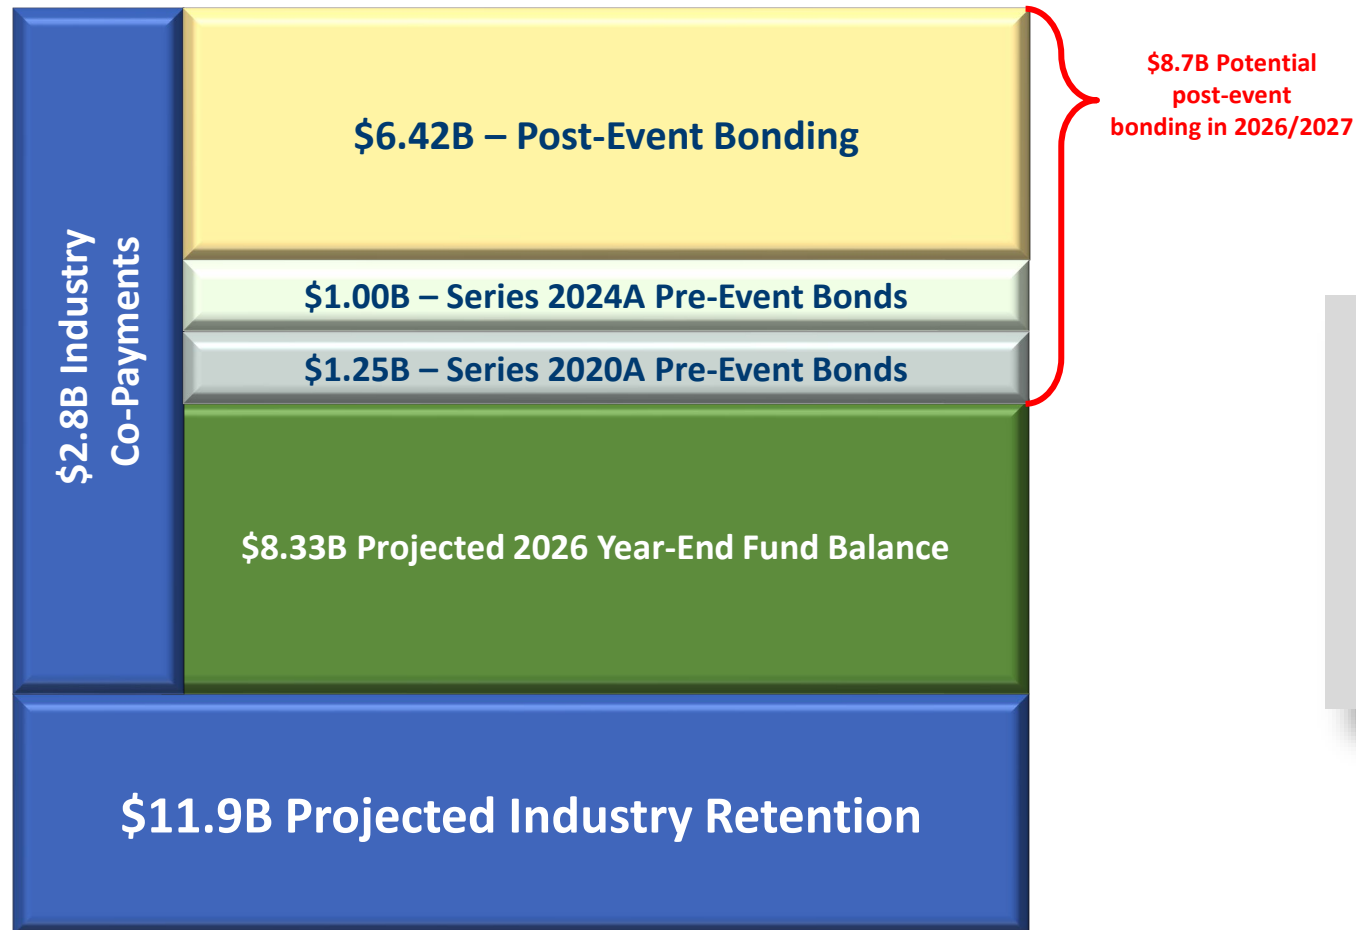 $6.42B – Post-Event Bonding
$8.7B Potential
post-event
bonding in 2026/2027
$1.00B – Series 2024A Pre-Event Bonds
$1.25B – Series 2020A Pre-Event Bonds
$2.8B Industry
Co-Payments
$8.33B Projected 2026 Year-End Fund Balance
$11.9B Projected Industry Retention